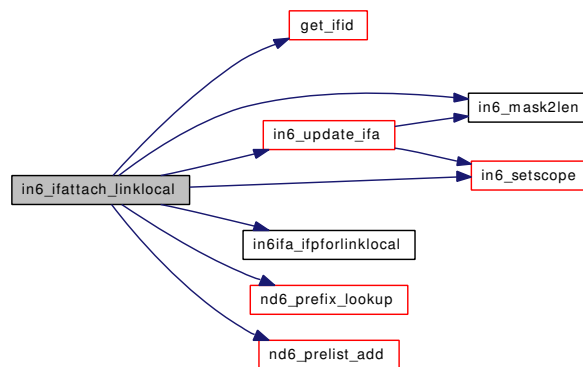 get_ifid
in6_mask2len
in6_update_ifa
in6_setscope
in6_ifattach_linklocal
in6ifa_ifpforlinklocal
nd6_prefix_lookup
nd6_prelist_add